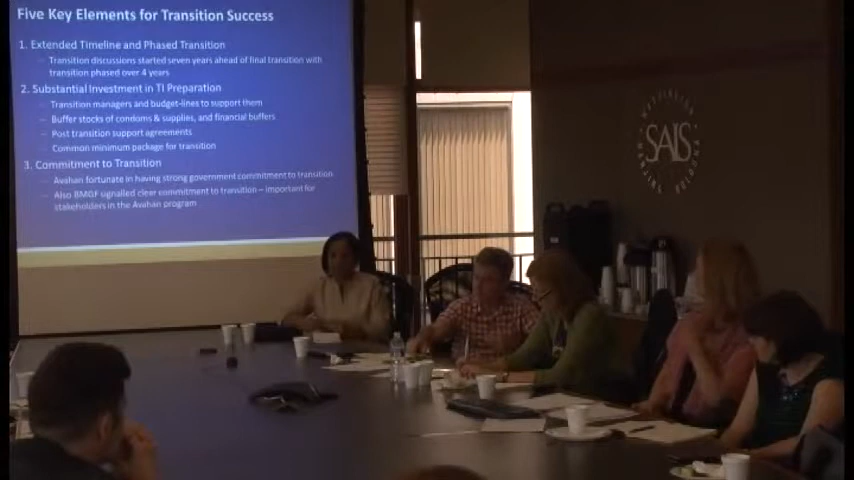 Five Key Elements for Transition Success
1. Extended Timeline and Phased Transition
– Transition discussions started seven years ahead of final transition with
transition phased over 4 years
2. Substantial Investment in TI Preparation
– Transition managers and budget-lines to support them
– Buffer stocks of condoms & supplies, and financial buffers
– Post transition support agreements
– Common minimum package for transition
3. Commitment to Transition
– Avahan fortunate in having strong government commitment to transition
– Also BMGF signalled clear commitment to transition – important for
stakeholders in the Avahan program
WASHINGTON
SAIS
NANJING
BOLOGNA